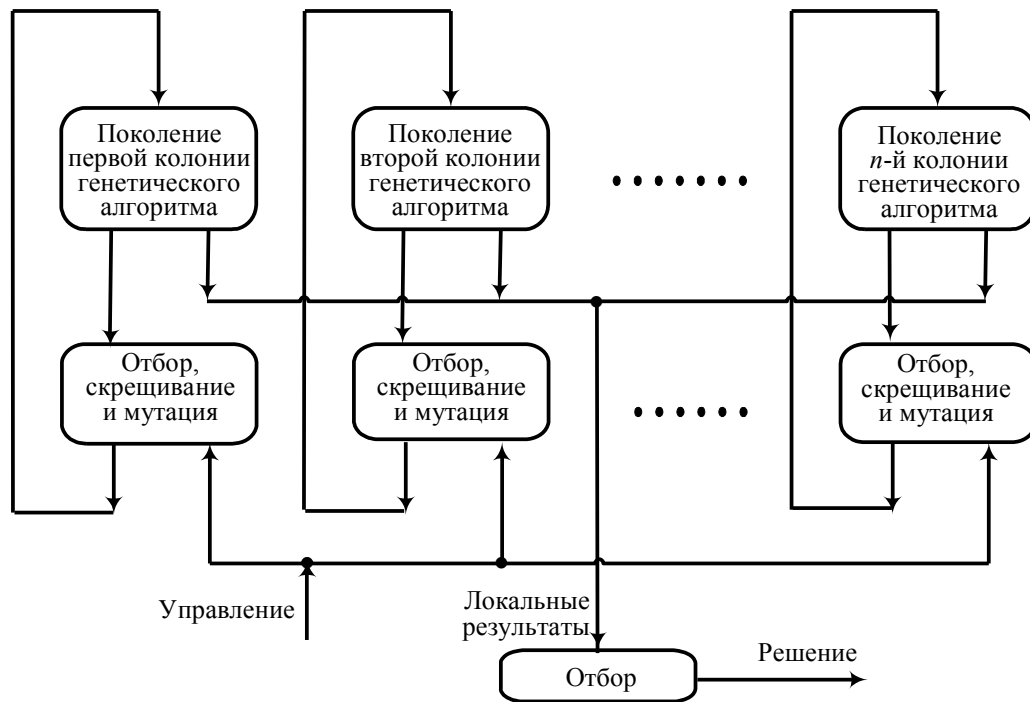 Поколение
первой колонии
генетического
алгоритма
Поколение
второй колонии
генетического
алгоритма
Поколение
n-й колонии
генетического
алгоритма
Отбор,
скрещивание
и мутация
Отбор,
скрещивание
и мутация
Отбор,
скрещивание
и мутация
Управление
Локальные
результаты
Отбор
Решение